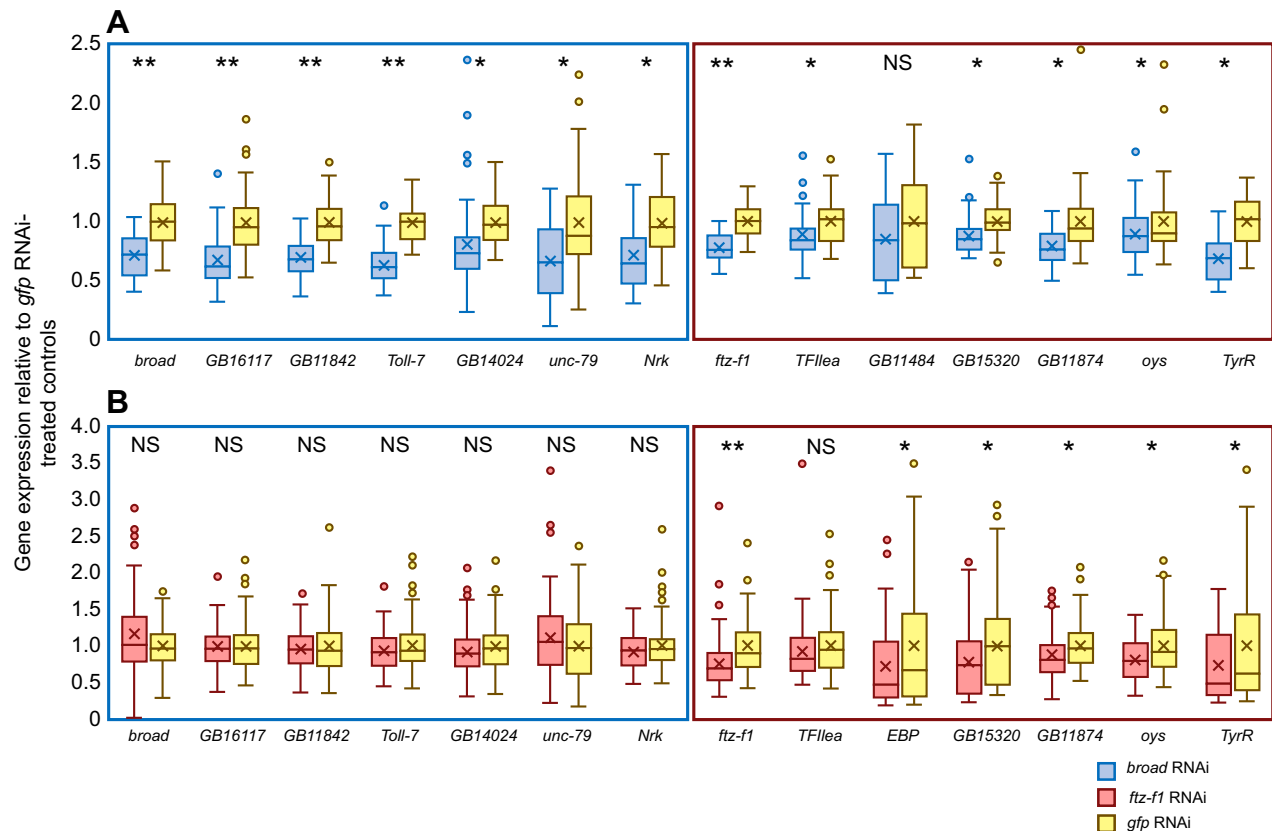 A
Gene expression relative to gfp RNAi-
treated controls
2.5
2.0
1.5
1.0
0.5
0
** ** ** ** * * *
** * NS * * * *
broad GB16117 GB11842 Toll-7 GB14024 unc-79 Nrk
ftz-f1 TFIIea GB11484 GB15320 GB11874 oys TyrR
B
4.0
3.5
3.0
2.5
2.0
1.5
1.0
0.5
0
NS NS NS NS NS NS NS
** NS * * * * *
broad GB16117 GB11842 Toll-7 GB14024 unc-79 Nrk
ftz-f1 TFIIea EBP GB15320 GB11874 oys TyrR
broad RNAi
ftz-f1 RNAi
gfp RNAi